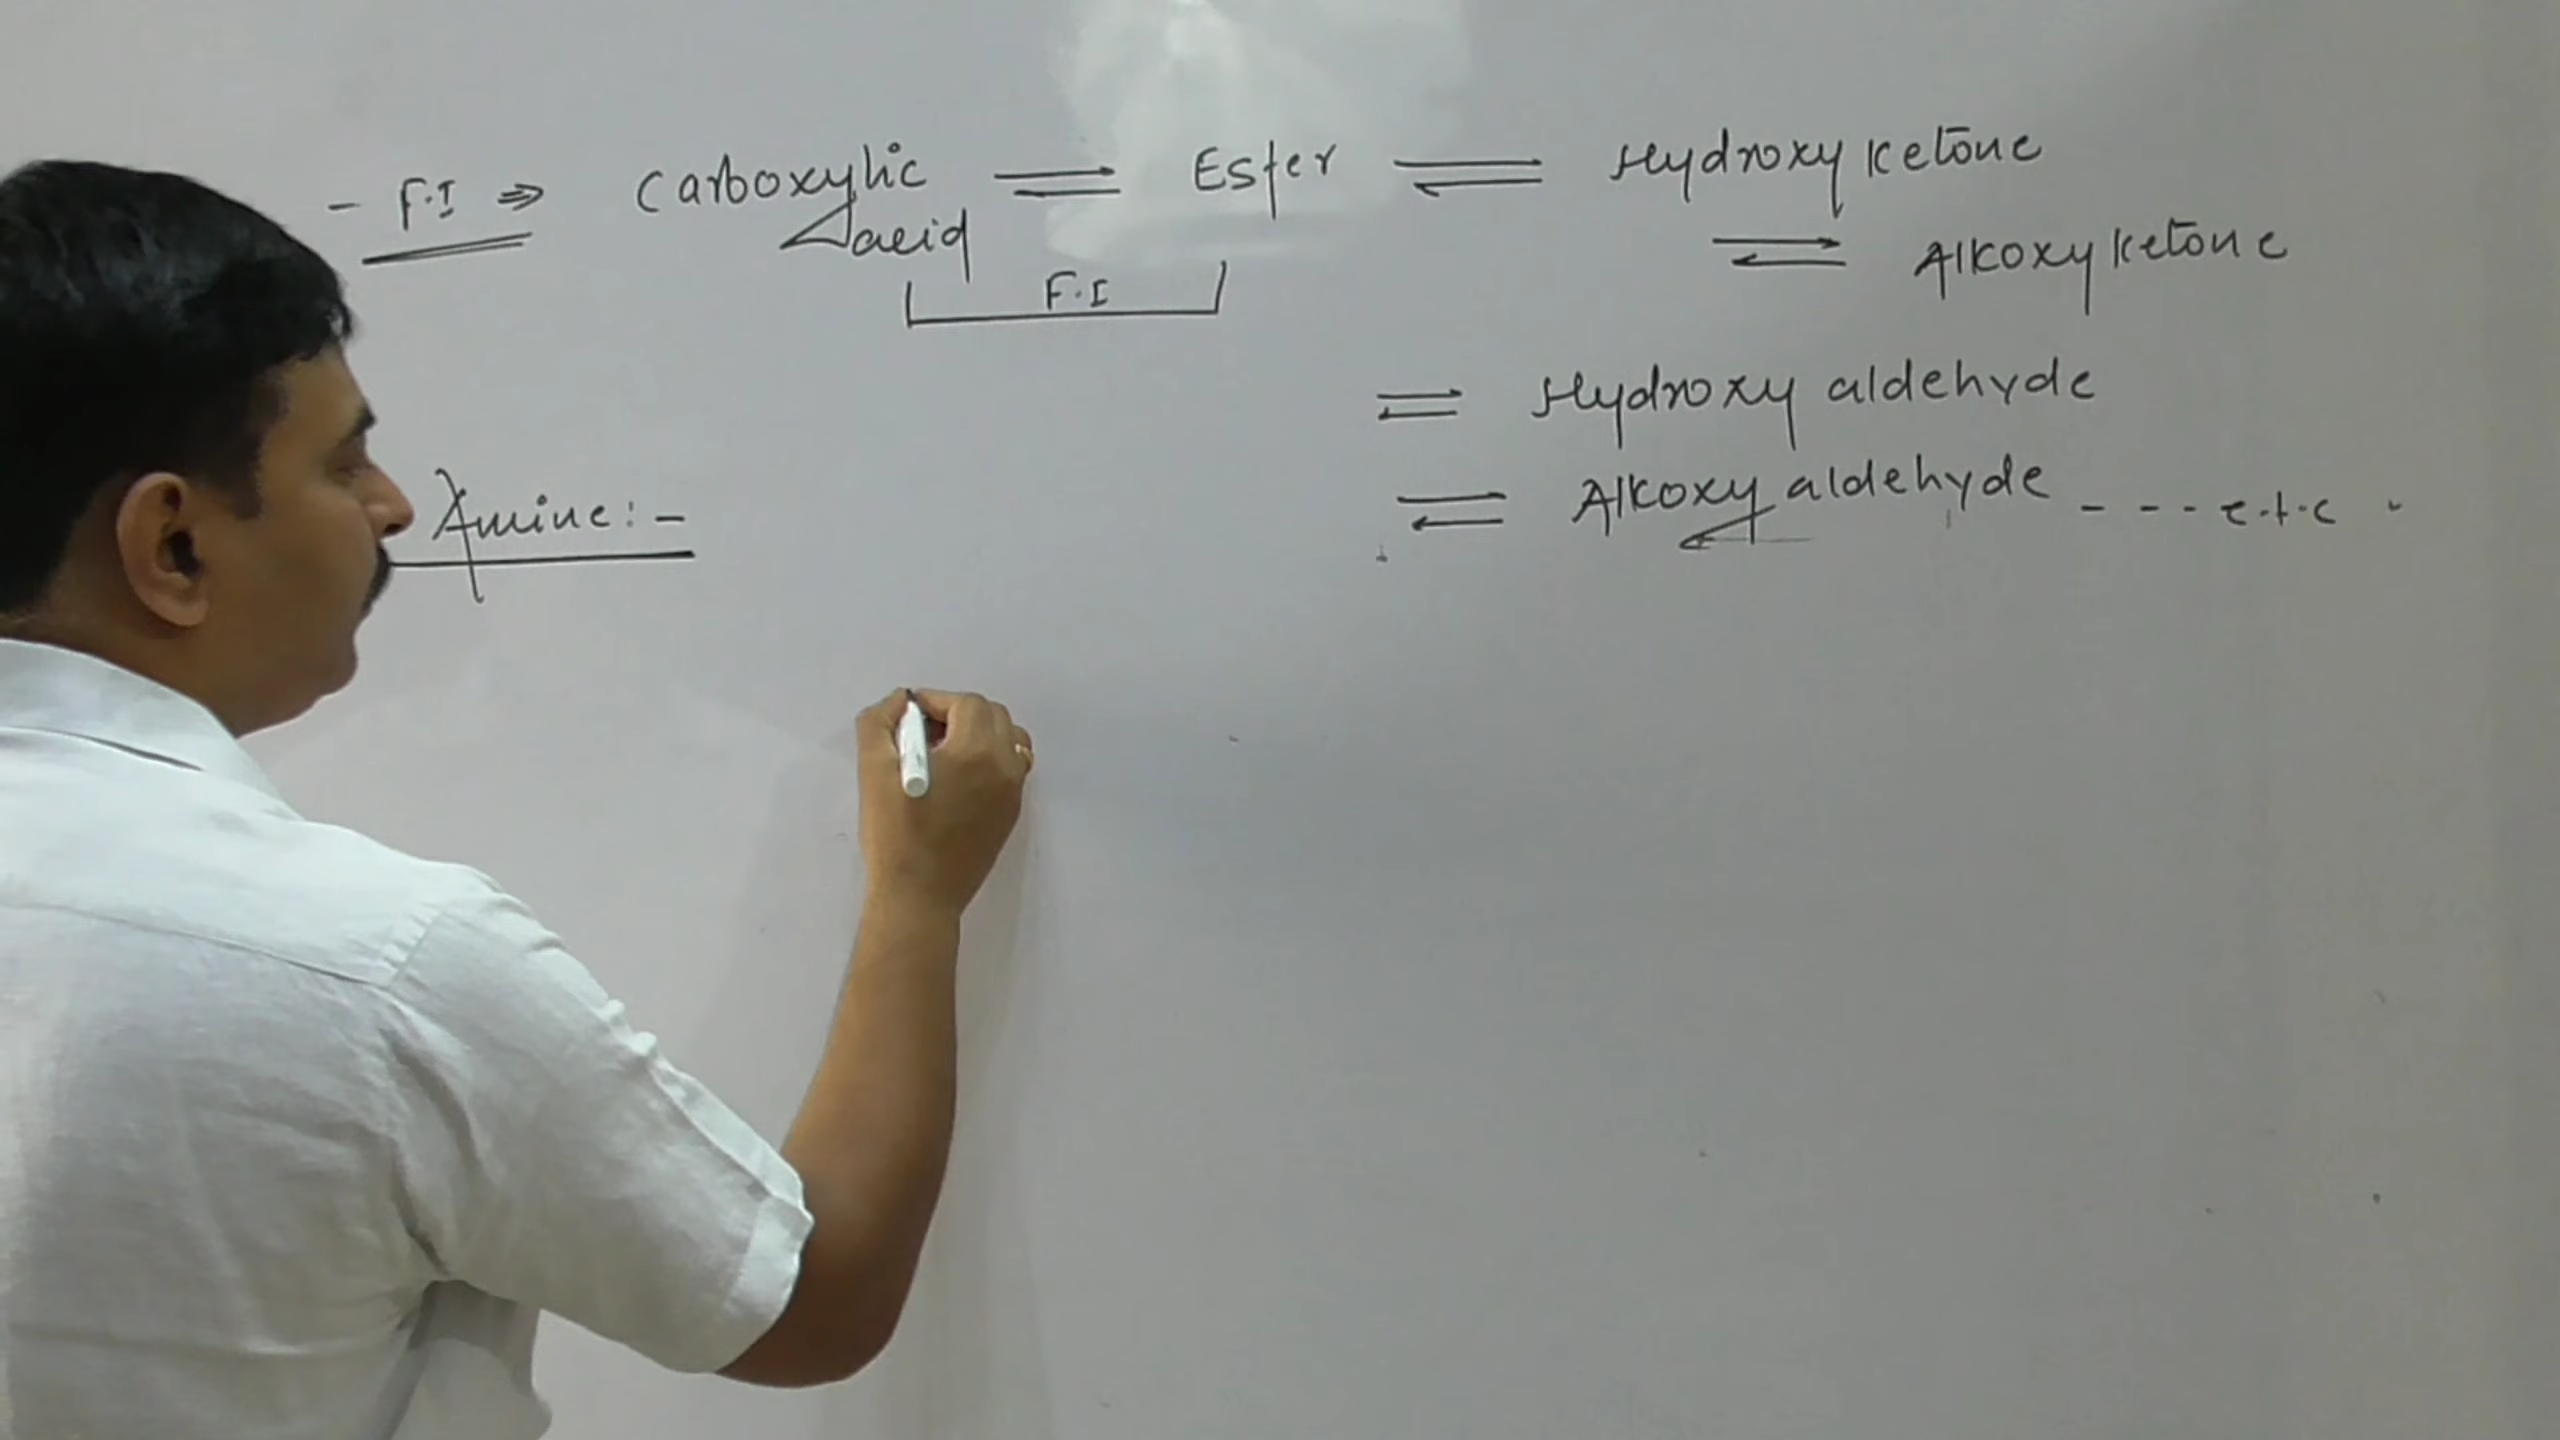 - F.I ⇒ Carboxylic acid ⇌ Ester ⇌ Hydroxy ketone
⇌ Alkoxy ketone
F.I
⇌ Hydroxy aldehyde
⇌ Alkoxy aldehyde - - - e.t.c.
Amine:-